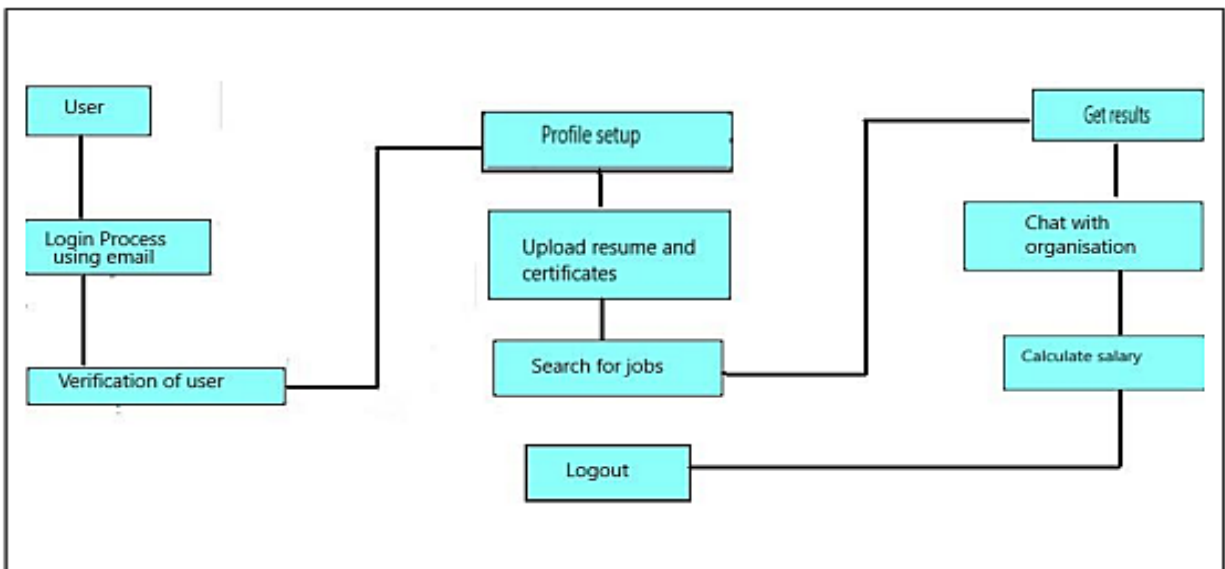 User
Login Process
using email
Verification of user
Profile setup
Upload resume and
certificates
Search for jobs
Get results
Chat with
organisation
Calculate salary
Logout